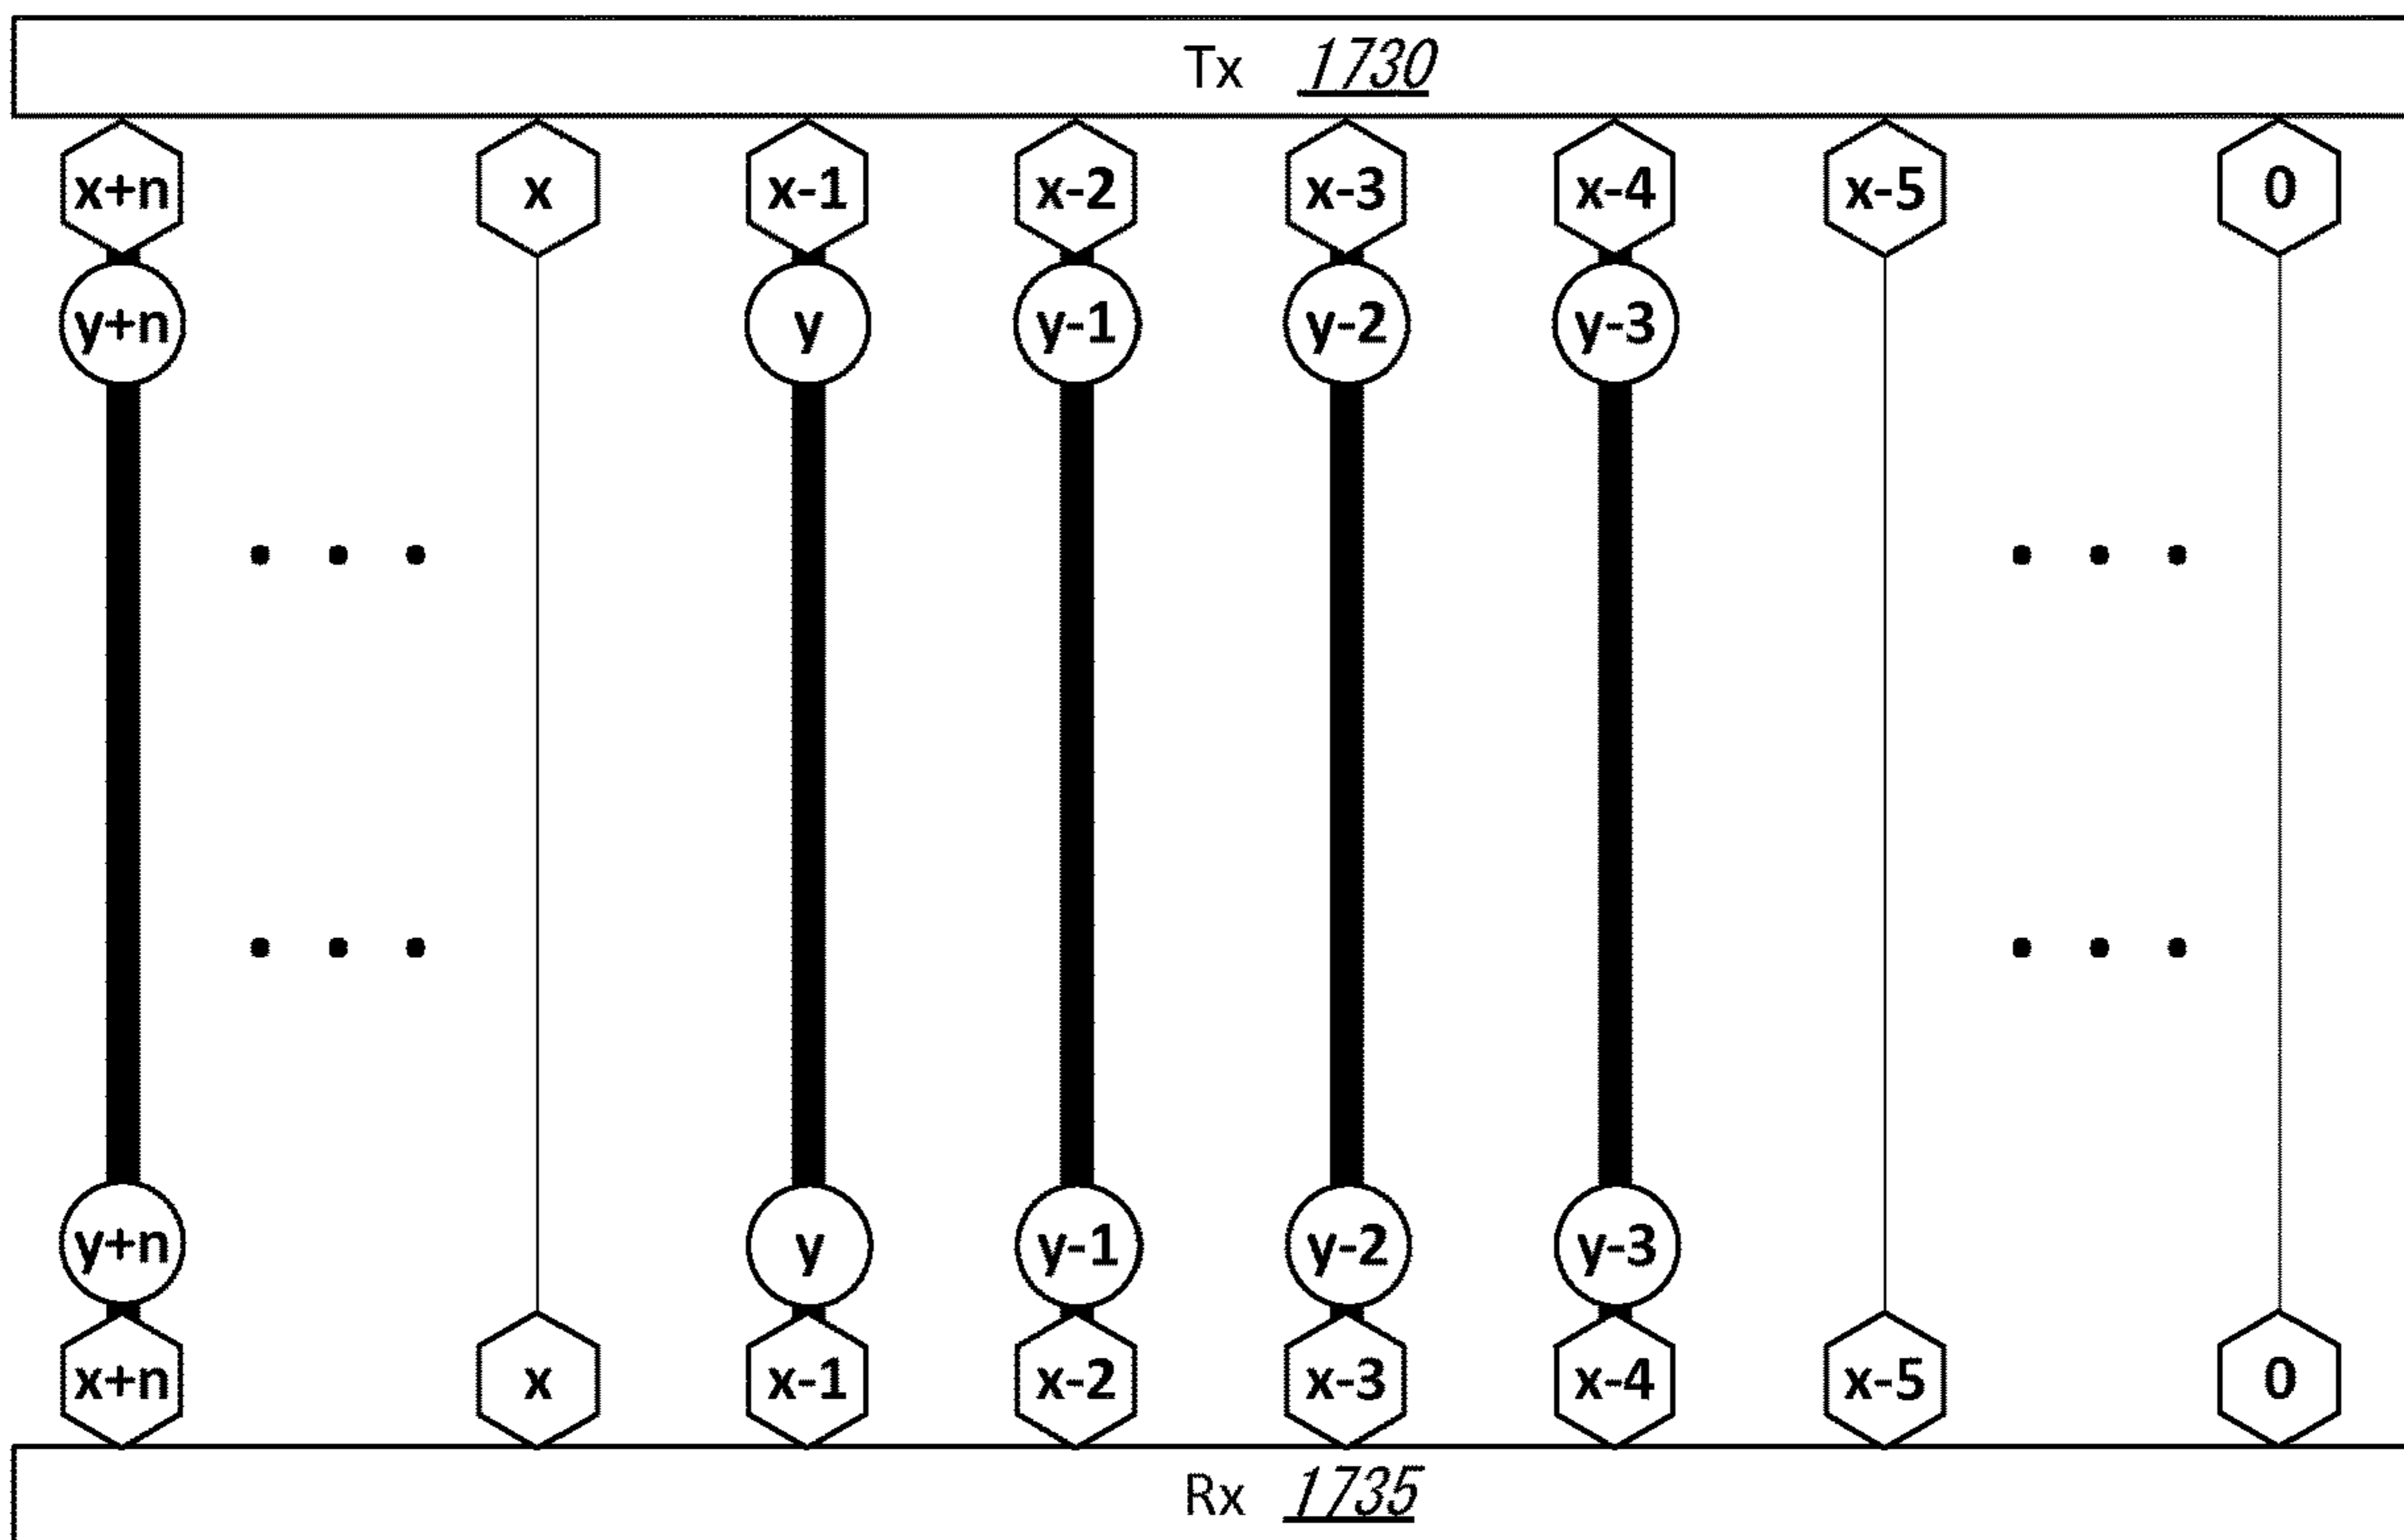 Tx 1730
x+n x x-1 x-2 x-3 x-4 x-5 0
y+n y y-1 y-2 y-3
y+n y y-1 y-2 y-3
x+n x x-1 x-2 x-3 x-4 x-5 0
Rx 1735